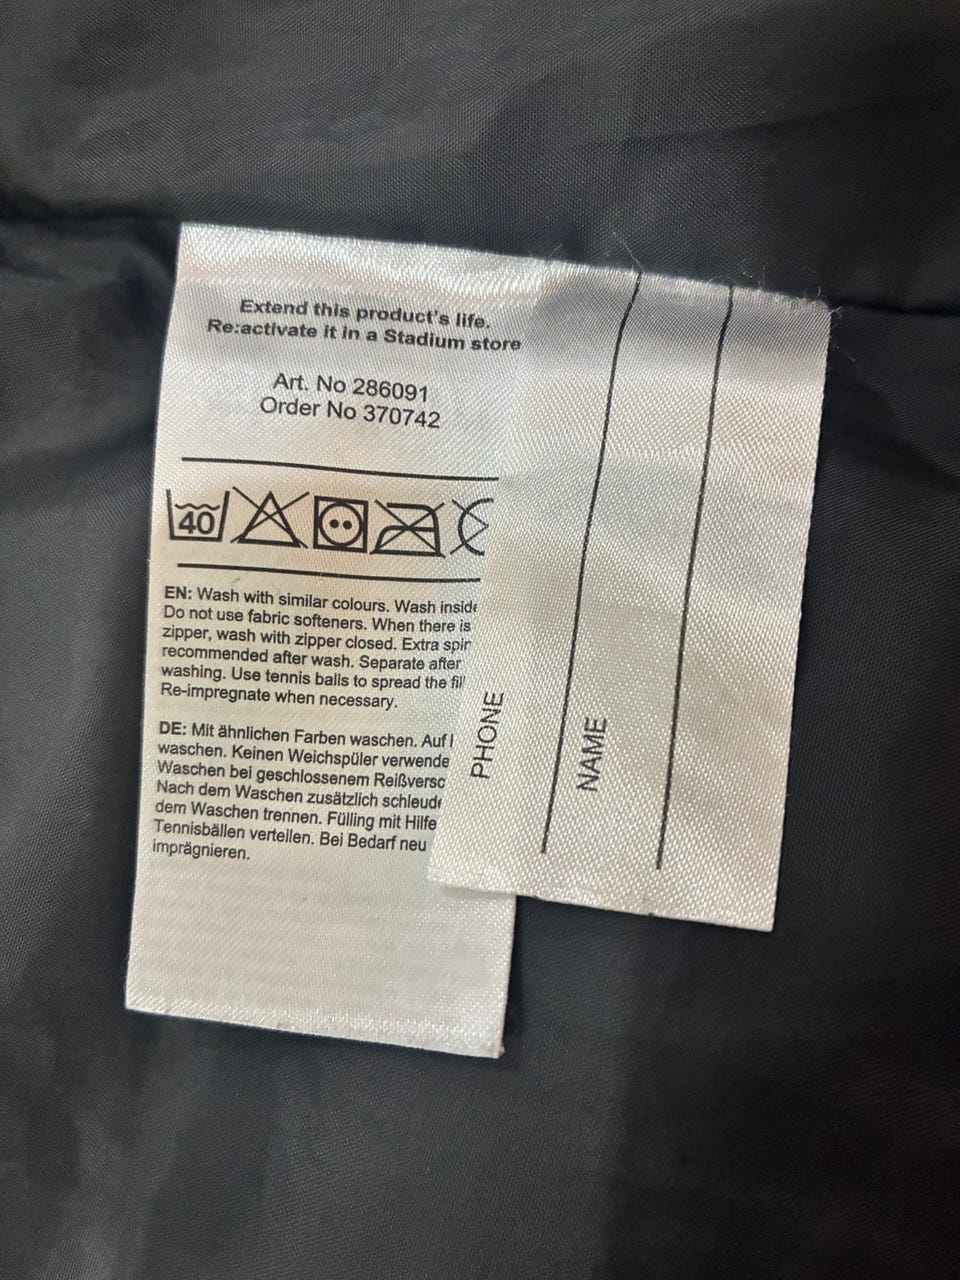 Extend this product's life.
Re:activate it in a Stadium store
Art. No 286091
Order No 370742
40
EN: Wash with similar colours. Wash
Do not use fabric softeners. When there is
zipper, wash with zipper closed. Extra
recommended after wash. Separate after
washing. Use tennis balls to spread the
Re-impregnate when necessary.
DE: Mit ähnlichen Farben waschen. Auf
waschen. Keinen Weichspüler
Waschen bei geschlossenem
Nach dem Waschen zusätzlich
dem Waschen trennen. Fülling mit Hilfe
Tennisbällen verteilen. Bei Bedarf neu
imprägnieren.
PHONE
NAME